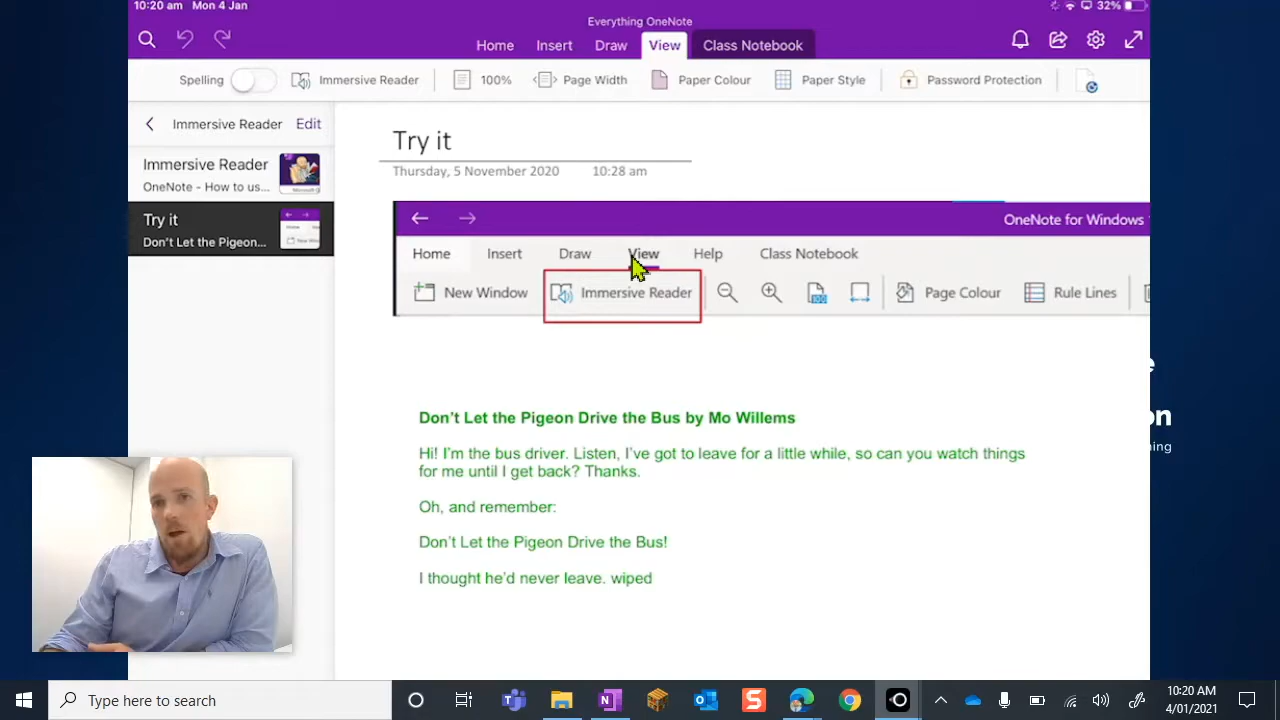 10:20 am Mon 4 Jan
32%
Everything OneNote
Home Insert Draw View Class Notebook
Spelling Immersive Reader 100% Page Width Paper Colour Paper Style Password Protection
Immersive Reader Edit
Immersive Reader
OneNote - How to us...
Try it
Don't Let the Pigeon...
Try it
Thursday, 5 November 2020 10:28 am
OneNote for Windows
Home Insert Draw View Help Class Notebook
New Window Immersive Reader Page Colour Rule Lines
Don't Let the Pigeon Drive the Bus by Mo Willems
Hi! I'm the bus driver. Listen, I've got to leave for a little while, so can you watch things
for me until I get back? Thanks.
Oh, and remember:
Don't Let the Pigeon Drive the Bus!
I thought he'd never leave. wiped
Type here to search
10:20 AM
4/01/2021